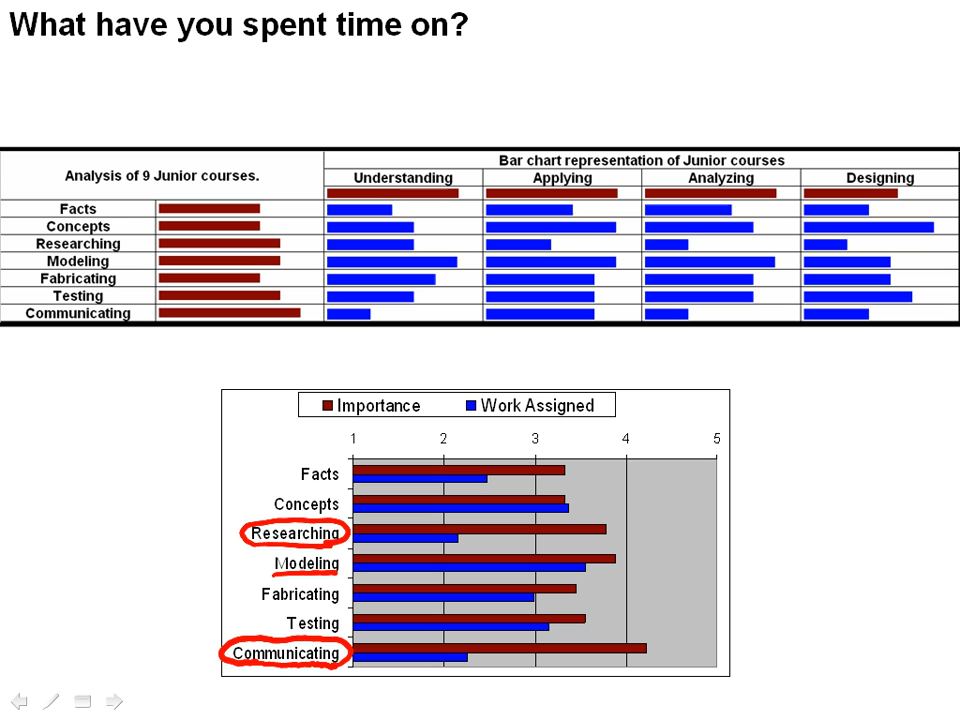 What have you spent time on?
Analysis of 9 Junior courses.
Bar chart representation of Junior courses
Understanding Applying Analyzing Designing
Facts
Concepts
Researching
Modeling
Fabricating
Testing
Communicating
Importance Work Assigned
1 2 3 4 5
Facts
Concepts
Researching
Modeling
Fabricating
Testing
Communicating